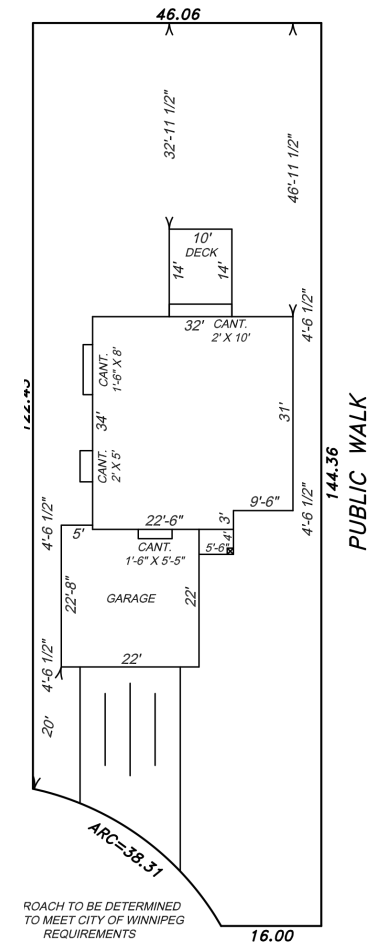 46.06
32'-11 1/2"
46'-11 1/2"
10'
DECK
14'
14'
32'
CANT.
2' X 10'
4'-6 1/2"
CANT.
1'-6" X 8'
34'
31'
CANT.
2' X 5'
144.36
PUBLIC WALK
9'-6"
4'-6 1/2"
4'-6 1/2"
22'-6"
3'
5'
CANT.
1'-6" X 5'-5"
5'-6"
4'
22'-8"
GARAGE
22'
22'
4'-6 1/2"
20'
ARC=38.31
ROACH TO BE DETERMINED
TO MEET CITY OF WINNIPEG
REQUIREMENTS
16.00